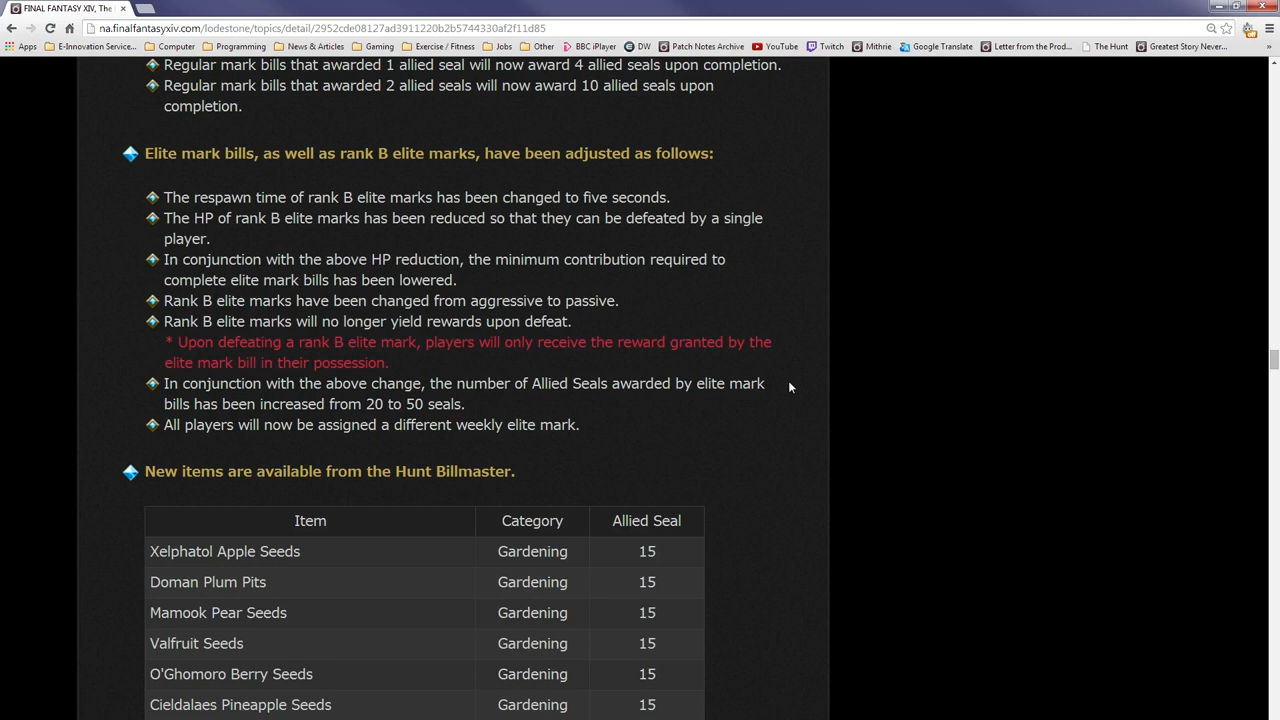 FINAL FANTASY XIV, The L
na.finalfantasyxiv.com/lodestone/topics/detail/2952cde08127ad3911220b2b5744330af2f11d85
Apps E-Innovation Service... Computer Programming News & Articles Gaming Exercise / Fitness Jobs Other BBC iPlayer DW Patch Notes Archive YouTube Twitch Mithrie Google Translate Letter from the Prod... The Hunt Greatest Story Never...
Regular mark bills that awarded 1 allied seal will now award 4 allied seals upon completion.
Regular mark bills that awarded 2 allied seals will now award 10 allied seals upon
completion.
Elite mark bills, as well as rank B elite marks, have been adjusted as follows:
The respawn time of rank B elite marks has been changed to five seconds.
The HP of rank B elite marks has been reduced so that they can be defeated by a single
player.
In conjunction with the above HP reduction, the minimum contribution required to
complete elite mark bills has been lowered.
Rank B elite marks have been changed from aggressive to passive.
Rank B elite marks will no longer yield rewards upon defeat.
* Upon defeating a rank B elite mark, players will only receive the reward granted by the
elite mark bill in their possession.
In conjunction with the above change, the number of Allied Seals awarded by elite mark
bills has been increased from 20 to 50 seals.
All players will now be assigned a different weekly elite mark.
New items are available from the Hunt Billmaster.
Item Category Allied Seal
Xelphatol Apple Seeds Gardening 15
Doman Plum Pits Gardening 15
Mamook Pear Seeds Gardening 15
Valfruit Seeds Gardening 15
O'Ghomoro Berry Seeds Gardening 15
Cieldalaes Pineapple Seeds Gardening 15